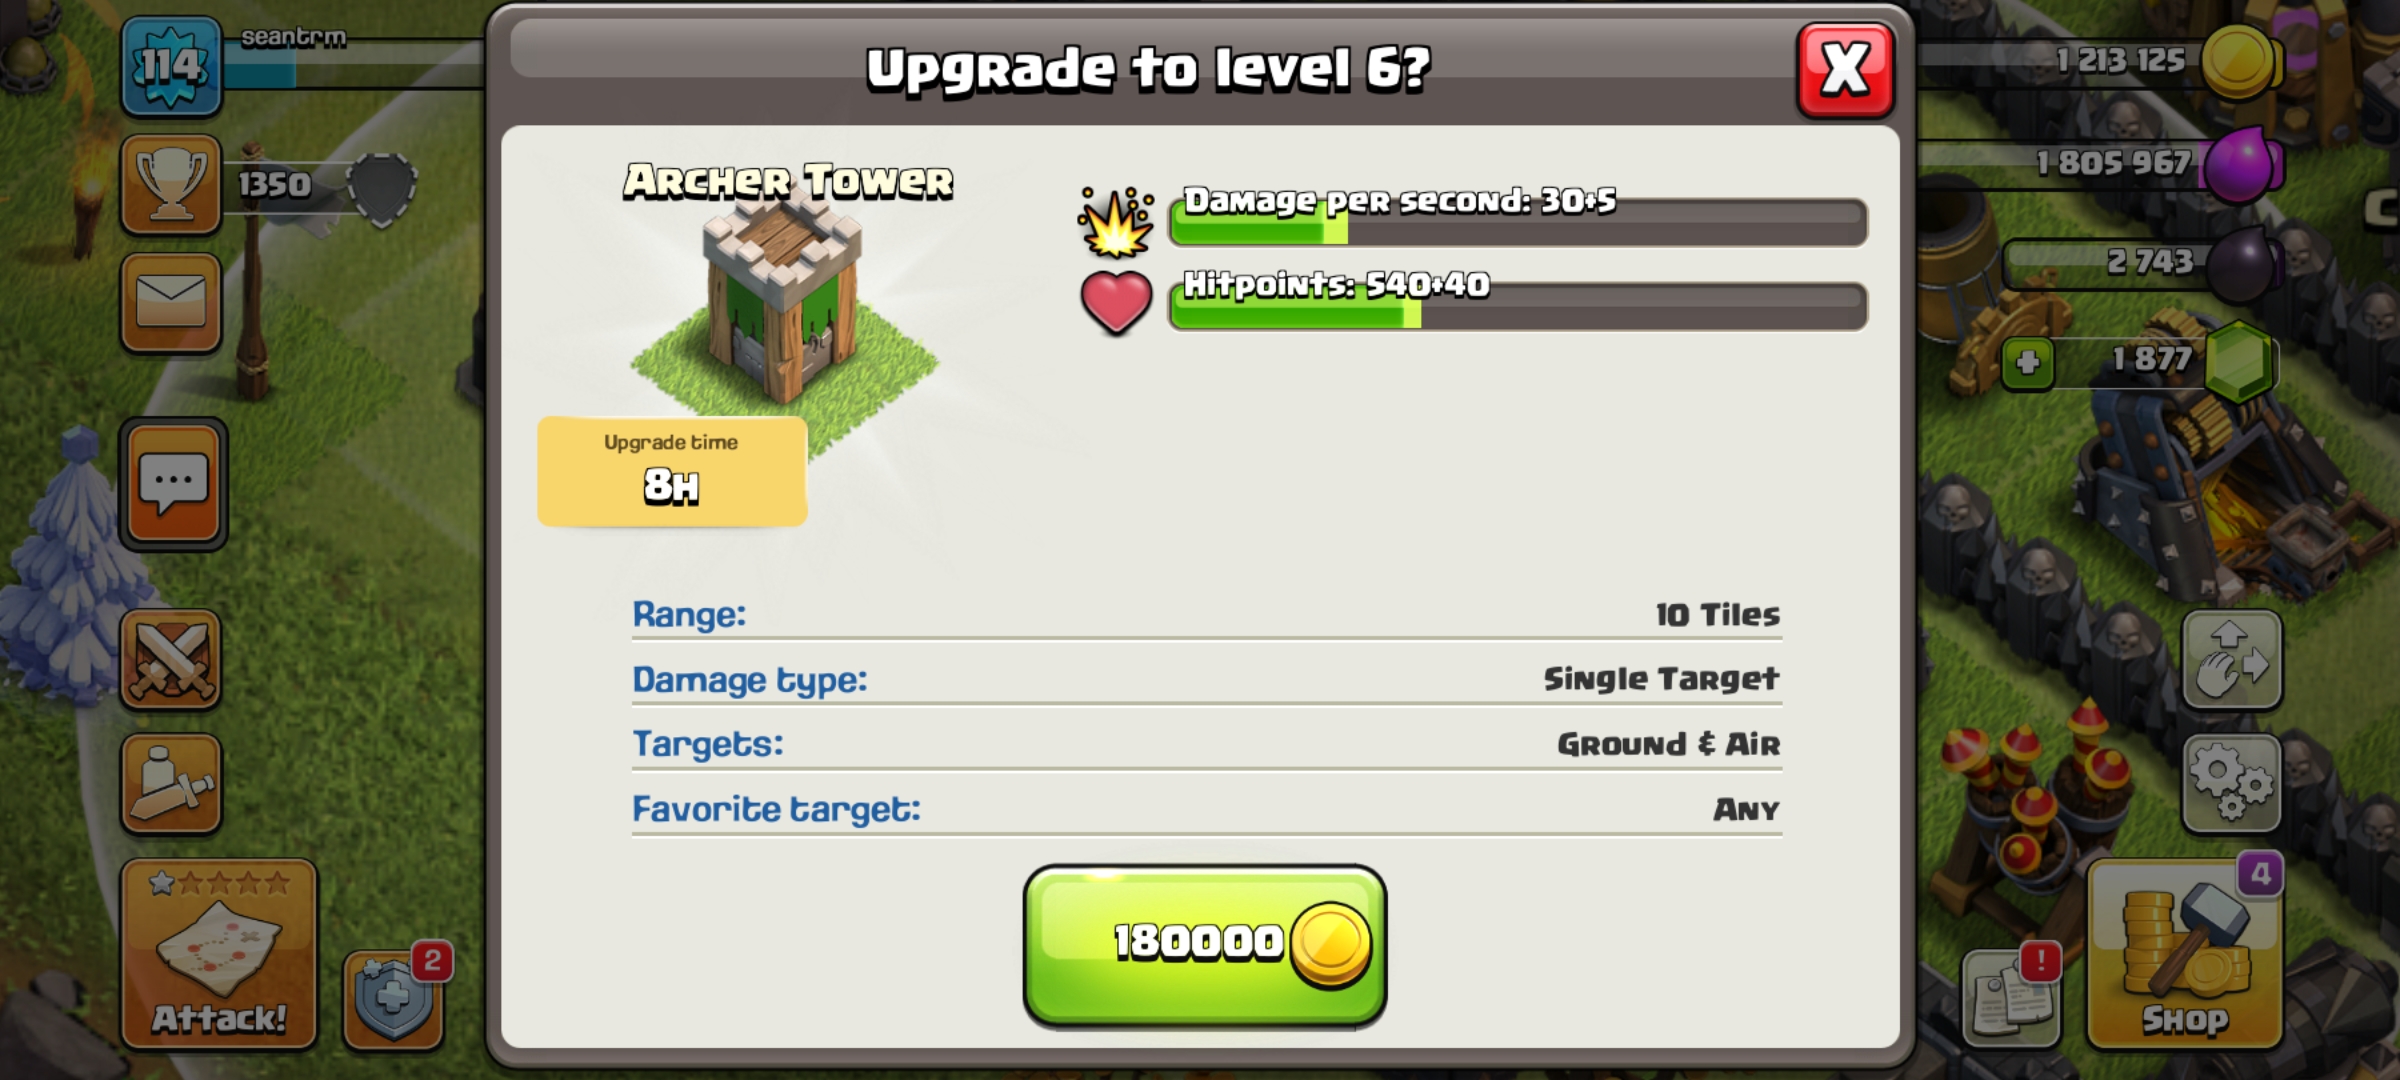 114
seantrm
Upgrade to level 6?
X
1 213 125
1350
Archer Tower
Damage per second: 30+5
1 805 967
Hitpoints: 540+40
2 743
1 877
Upgrade time
8H
Range:
10 Tiles
Damage type:
Single Target
Targets:
Ground & Air
Favorite target:
Any
180000
Attack!
2
!
4
Shop